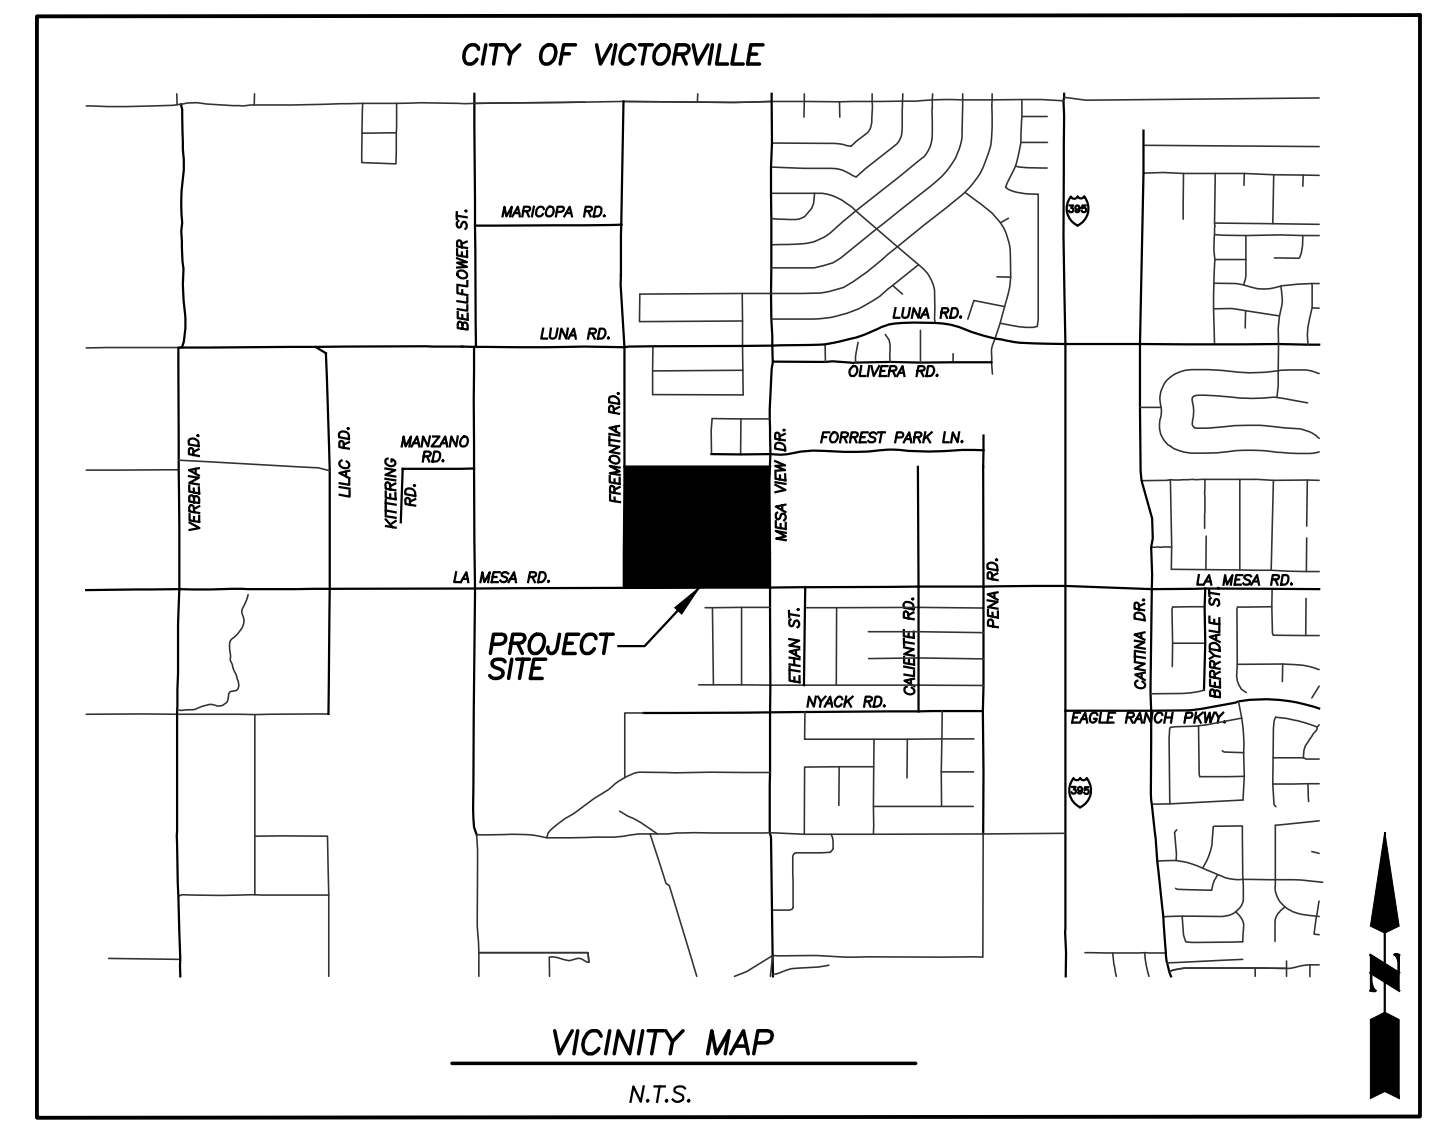 CITY OF VICTORVILLE
MARICOPA RD.
BELLFLOWER ST.
395
LUNA RD.
LUNA RD.
OLIVERA RD.
FREMONTIA RD.
MANZANO
RD.
FORREST PARK LN.
VERBENA RD.
LILAC RD.
KITTERING
RD.
MESA VIEW DR.
LA MESA RD.
LA MESA RD.
PENA RD.
PROJECT
SITE
ETHAN ST.
CALIENTE RD.
CANTINA DR.
BERRYDALE ST.
NYACK RD.
EAGLE RANCH PKWY.
395
N
VICINITY MAP
N.T.S.